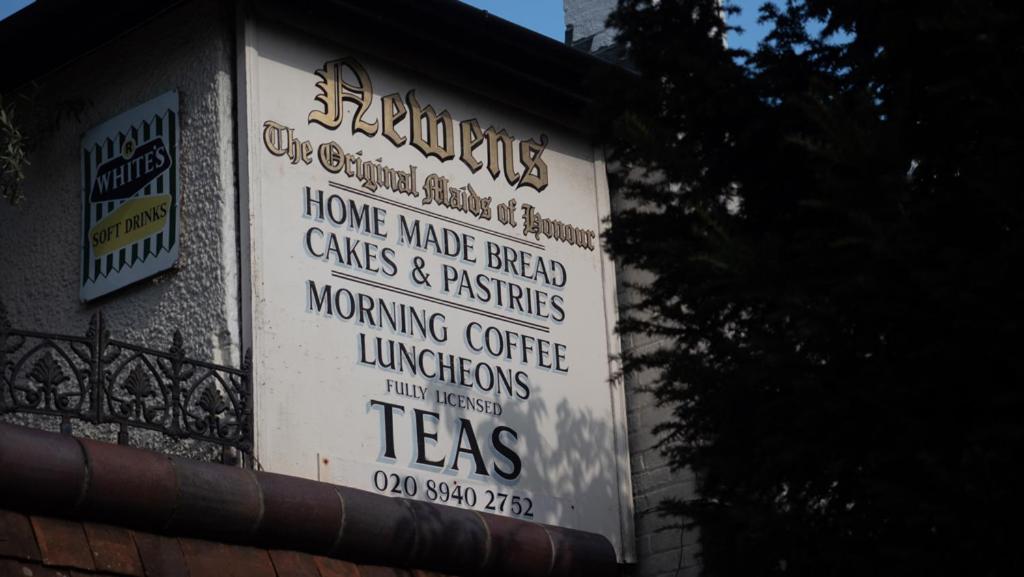 R
WHITE'S
SOFT DRINKS
Newens
The Original Maids of Honour
HOME MADE BREAD
CAKES & PASTRIES
MORNING COFFEE
LUNCHEONS
FULLY LICENSED
TEAS
020 8940 2752